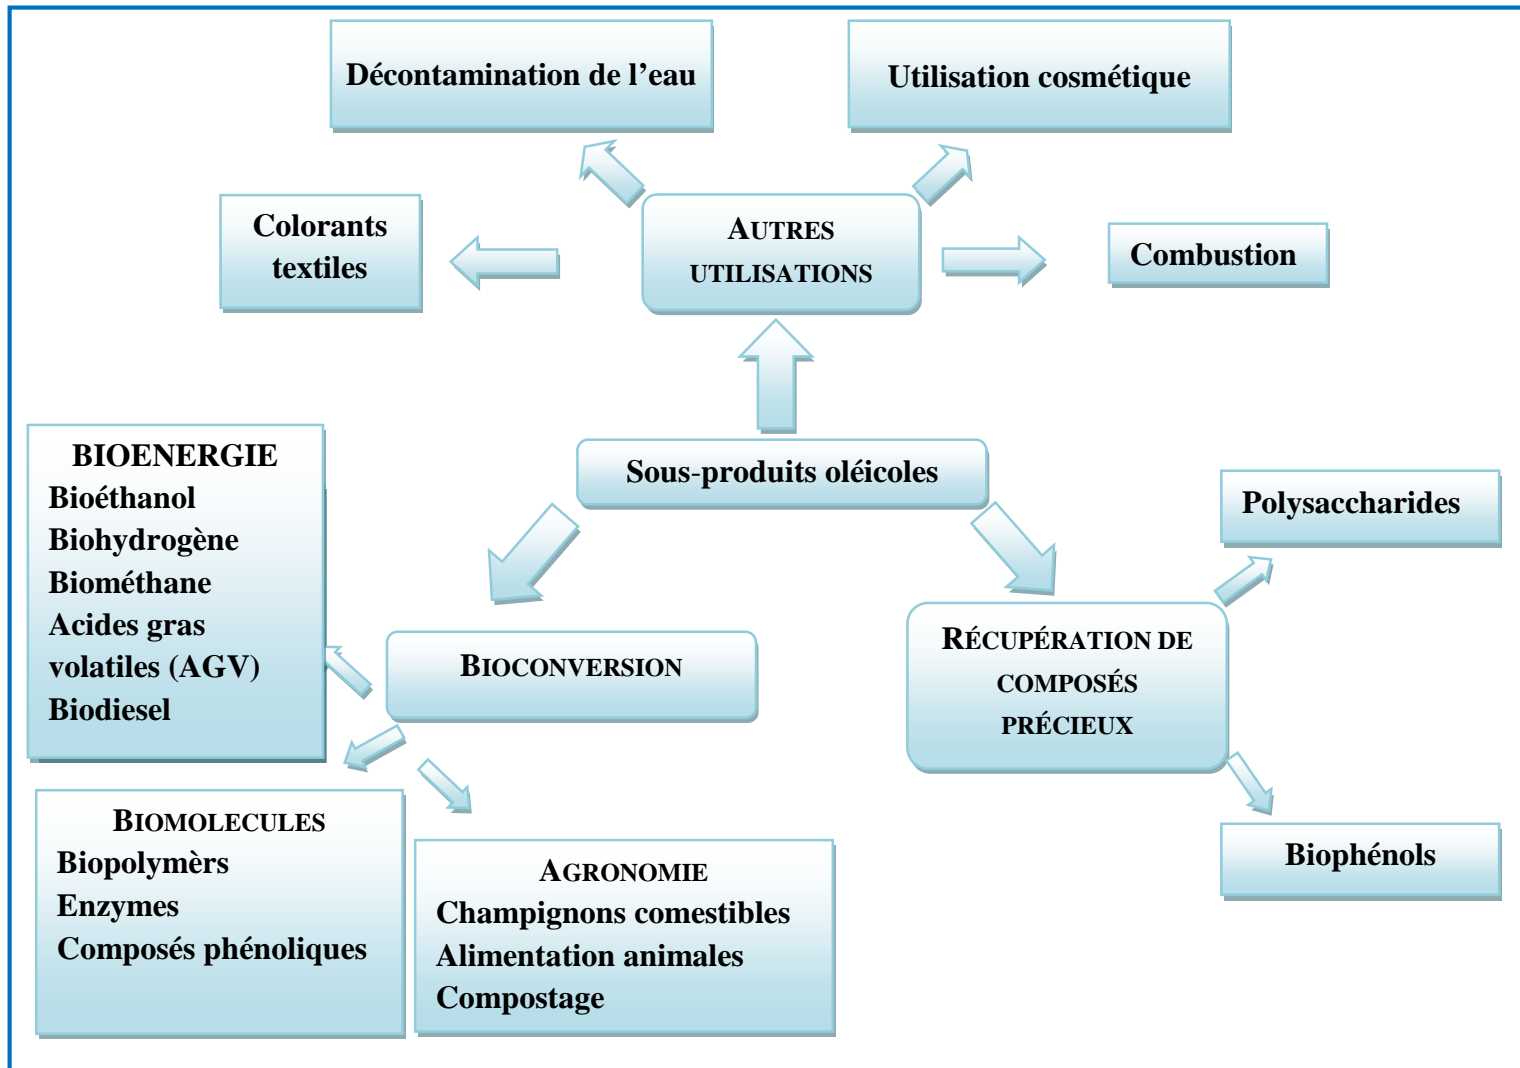 Décontamination de l’eau
Utilisation cosmétique
Colorants
textiles
AUTRES
UTILISATIONS
Combustion
Sous-produits oléicoles
BIOENERGIE
Bioéthanol
Biohydrogène
Biométhane
Acides gras
volatiles (AGV)
Biodiesel
BIOCONVERSION
Polysaccharides
RÉCUPÉRATION DE
COMPOSÉS
PRÉCIEUX
Biophénols
BIOMOLECULES
Biopolymèrs
Enzymes
Composés phénoliques
AGRONOMIE
Champignons comestibles
Alimentation animales
Compostage